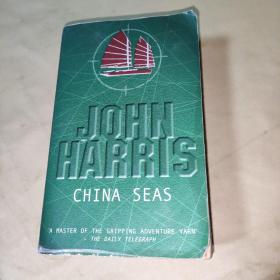 JOHN
HARRIS
CHINA SEAS
'A MASTER OF THE GRIPPING ADVENTURE YARN'
- THE DAILY TELEGRAPH